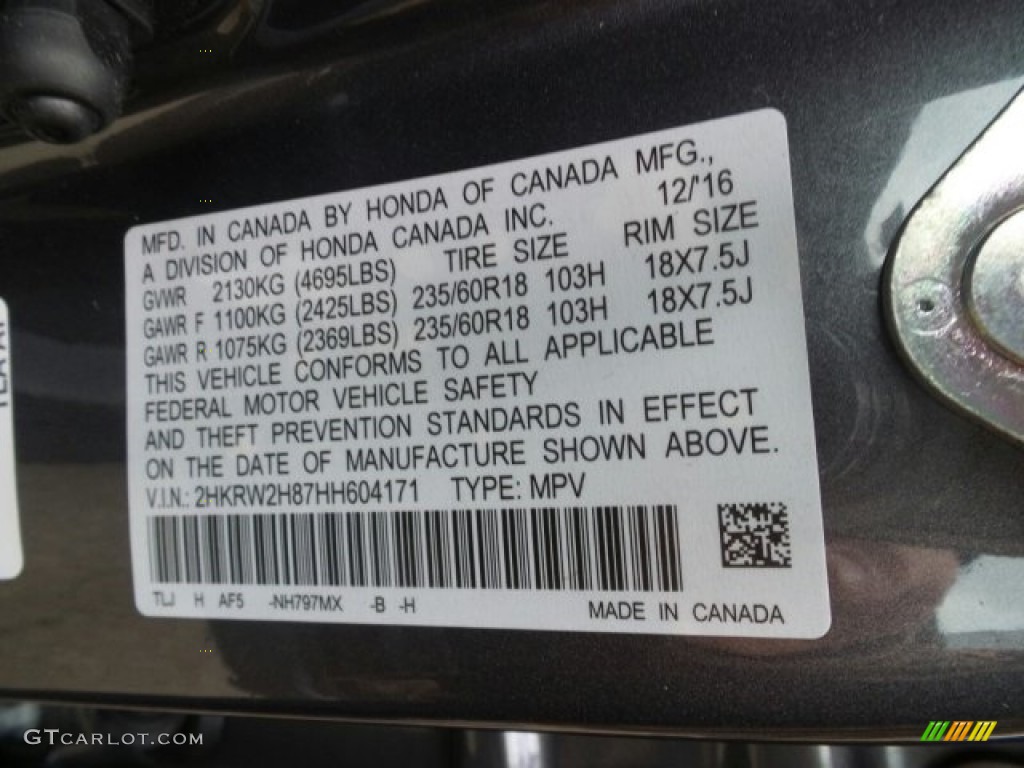 MFD. IN CANADA BY HONDA OF CANADA MFG.,
A DIVISION OF HONDA CANADA INC. 12/'16
GVWR 2130KG (4695LBS) TIRE SIZE RIM SIZE
GAWR F 1100KG (2425LBS) 235/60R18 103H 18X7.5J
GAWR R 1075KG (2369LBS) 235/60R18 103H 18X7.5J
THIS VEHICLE CONFORMS TO ALL APPLICABLE
FEDERAL MOTOR VEHICLE SAFETY
AND THEFT PREVENTION STANDARDS IN EFFECT
ON THE DATE OF MANUFACTURE SHOWN ABOVE.
V.I.N.: 2HKRW2H87HH604171 TYPE: MPV
TLJ H AF5 -NH797MX -B -H MADE IN CANADA
GTCARLOT.COM